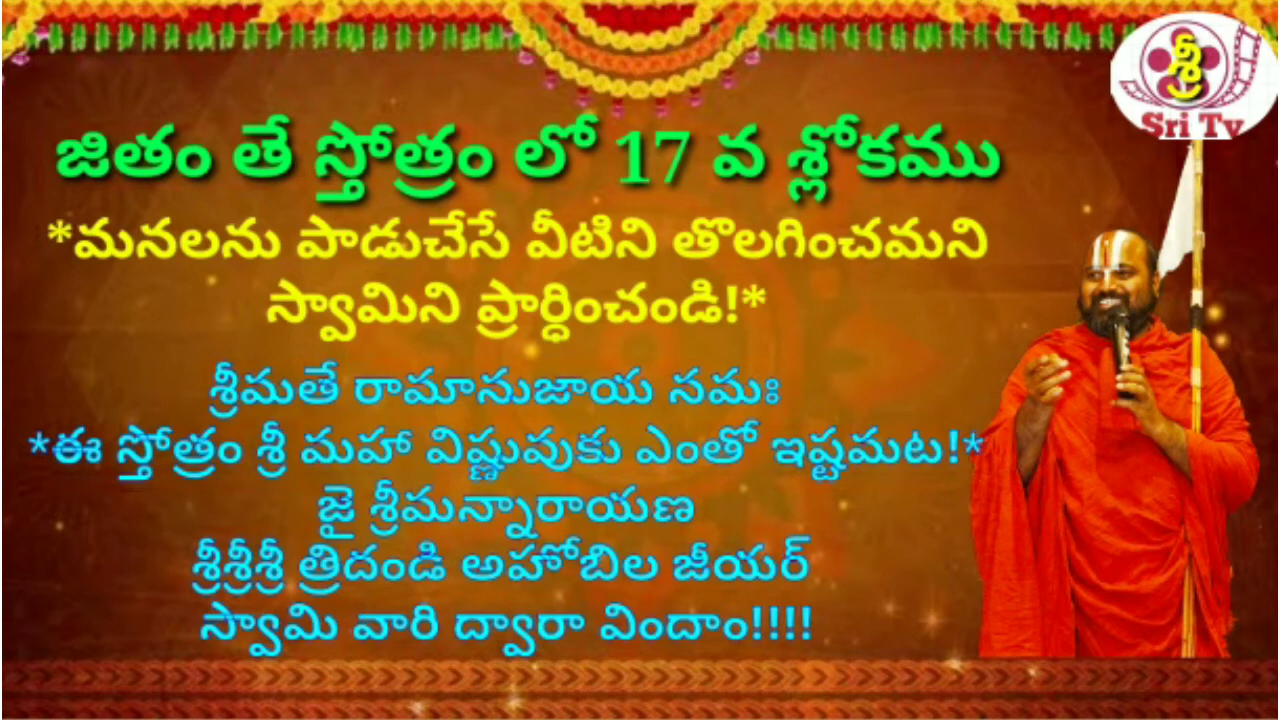 శ్రీ
Sri Tv
జితం తే స్తోత్రం లో 17 వ శ్లోకము
*మనలను పాడుచేసే వీటిని తొలగించమని
స్వామిని ప్రార్ధించండి!*
శ్రీమతే రామానుజాయ నమః
*ఈ స్తోత్రం శ్రీ మహా విష్ణువుకు ఎంతో ఇష్టమట!*
జై శ్రీమన్నారాయణ
శ్రీశ్రీశ్రీ త్రిదండి అహోబిల జీయర్
స్వామి వారి ద్వారా విందాం!!!!